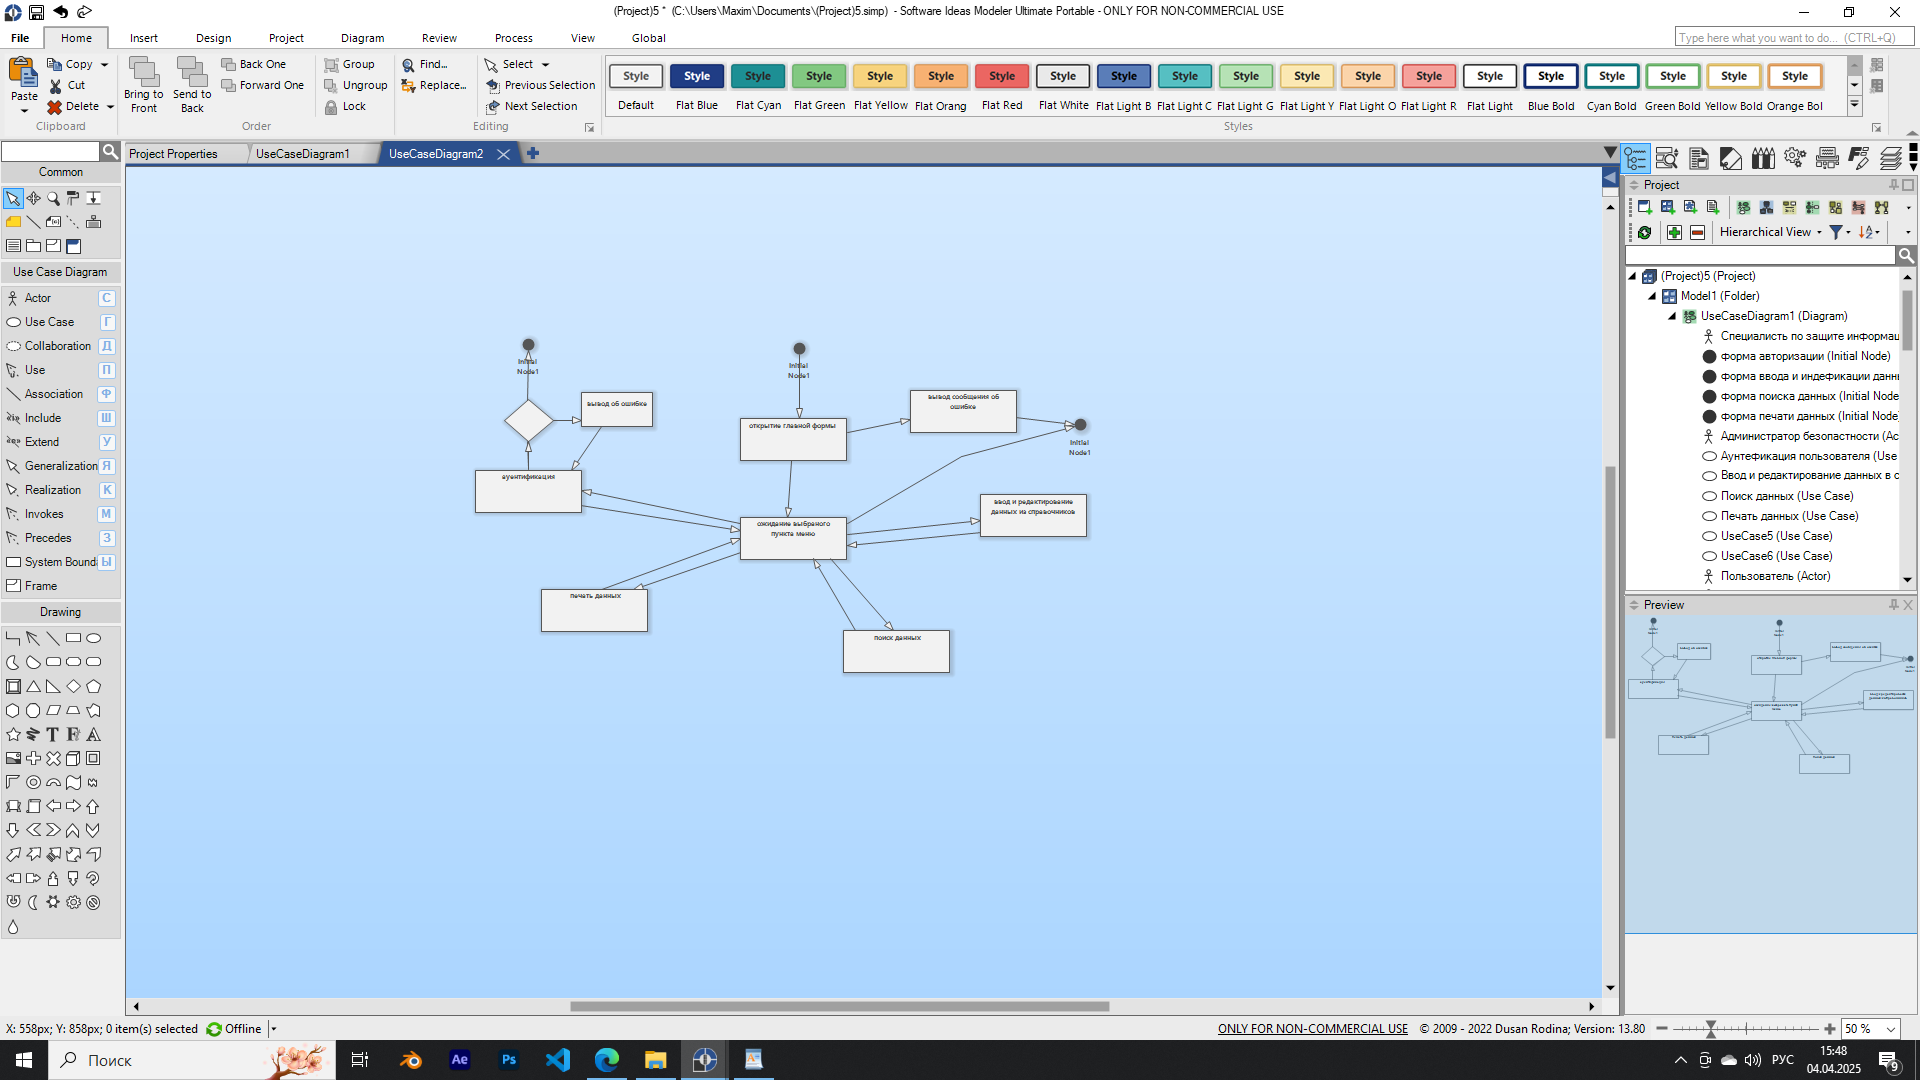 (Project)5 * (C:\Users\Maxim\Documents\(Project)5.simp) - Software Ideas Modeler Ultimate Portable - ONLY FOR NON-COMMERCIAL USE
File Home Insert Design Project Diagram Review Process View Global
Type here what you want to do... (CTRL+Q)
Paste
Copy
Cut
Delete
Clipboard
Bring to Front
Send to Back
Back One
Forward One
Order
Group
Ungroup
Lock
Find...
Replace...
Select
Previous Selection
Next Selection
Editing
Style Style Style Style Style Style Style Style Style Style Style Style Style Style Style Style Style Style Style Style
Default Flat Blue Flat Cyan Flat Green Flat Yellow Flat Orang Flat Red Flat White Flat Light B Flat Light C Flat Light G Flat Light Y Flat Light O Flat Light R Flat Light Blue Bold Cyan Bold Green Bold Yellow Bold Orange Bol
Styles
Project Properties UseCaseDiagram1 UseCaseDiagram2
Common
Use Case Diagram
Actor С
Use Case Г
Collaboration Д
Use П
Association Ф
Include Ш
Extend У
Generalization Я
Realization К
Invokes М
Precedes З
System Bound Ы
Frame
Drawing
Initial
Node1
вывод об ошибке
ауентификация
Initial
Node1
открытие главной формы
вывод сообщения об
ошибке
Initial
Node1
ввод и редактирование
данных из справочников
ожидание выбраного
пункта меню
печать данных
поиск данных
Project
Hierarchical View
(Project)5 (Project)
Model1 (Folder)
UseCaseDiagram1 (Diagram)
Специалисть по защите информац
форма авторизации (Initial Node)
форма ввода и индефикации данн
форма поиска данных (Initial Node
форма печати данных (Initial Node
Администратор безопастности (Ac
Аунтефикация пользователя (Use
Ввод и редактирование данных в с
Поиск данных (Use Case)
Печать данных (Use Case)
UseCase5 (Use Case)
UseCase6 (Use Case)
Пользователь (Actor)
Preview
X: 558px; Y: 858px; 0 item(s) selected Offline
ONLY FOR NON-COMMERCIAL USE © 2009 - 2022 Dusan Rodina; Version: 13.80
50 %
Поиск
Ae
Ps
РУС
15:48
04.04.2025
9